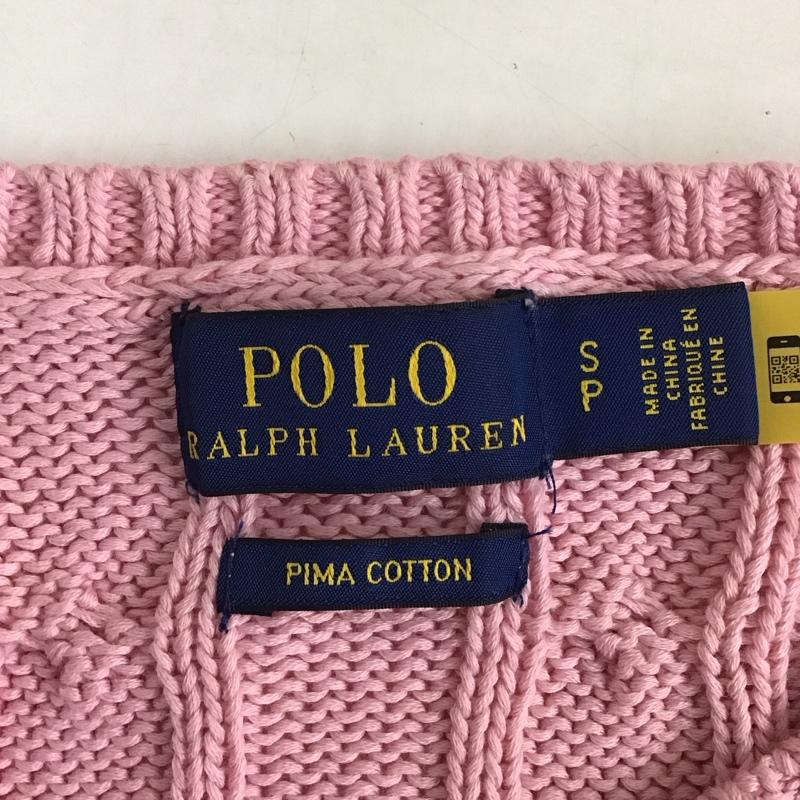 POLO
RALPH LAUREN
S
P
MADE IN
CHINA
FABRIQUÉ EN
CHINE
PIMA COTTON